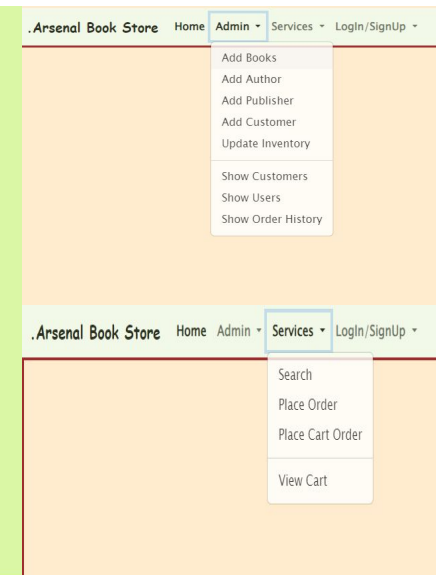 .Arsenal Book Store Home Admin Services LogIn/SignUp
Add Books
Add Author
Add Publisher
Add Customer
Update Inventory
Show Customers
Show Users
Show Order History
.Arsenal Book Store Home Admin Services LogIn/SignUp
Search
Place Order
Place Cart Order
View Cart